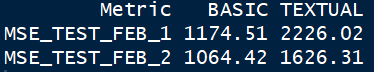 Metric BASIC TEXTUAL
MSE_TEST_FEB_1 1174.51 2226.02
MSE_TEST_FEB_2 1064.42 1626.31